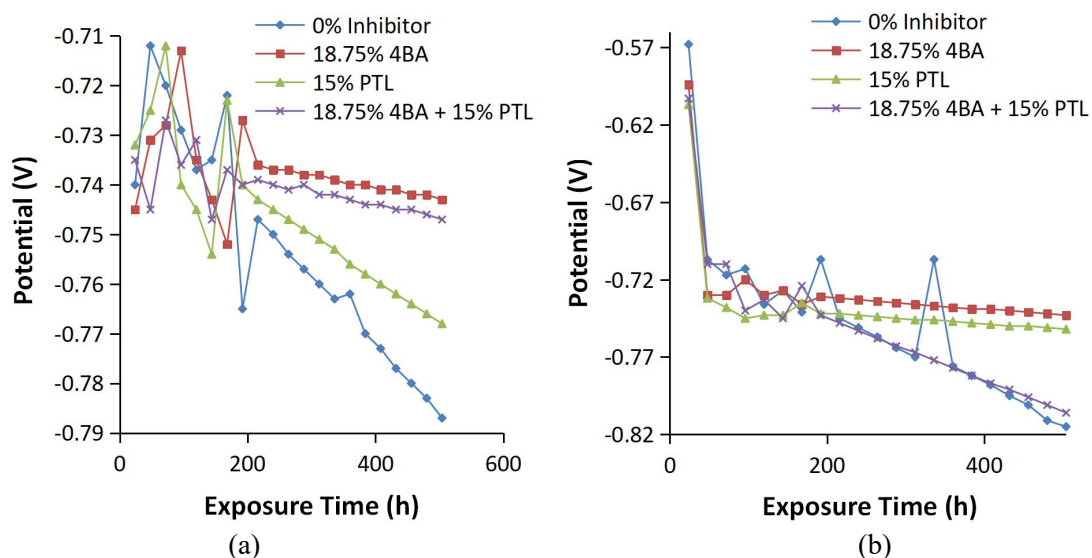 (a)
0% Inhibitor
18.75% 4BA
15% PTL
18.75% 4BA + 15% PTL
-0.71
-0.72
-0.73
-0.74
-0.75
-0.76
-0.77
-0.78
-0.79
Potential (V)
0
200
400
600
Exposure Time (h)
(a)
(b)
0% Inhibitor
18.75% 4BA
15% PTL
18.75% 4BA + 15% PTL
-0.57
-0.62
-0.67
-0.72
-0.77
-0.82
Potential (V)
0
200
400
Exposure Time (h)
(b)